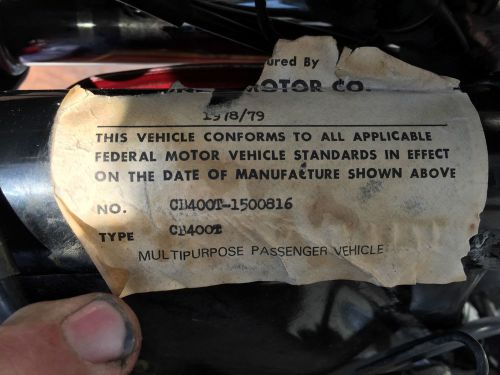 ured By
MOTOR CO.
1978/79
THIS VEHICLE CONFORMS TO ALL APPLICABLE
FEDERAL MOTOR VEHICLE STANDARDS IN EFFECT
ON THE DATE OF MANUFACTURE SHOWN ABOVE
NO. CB400T-1500816
TYPE CB400T
MULTIPURPOSE PASSENGER VEHICLE